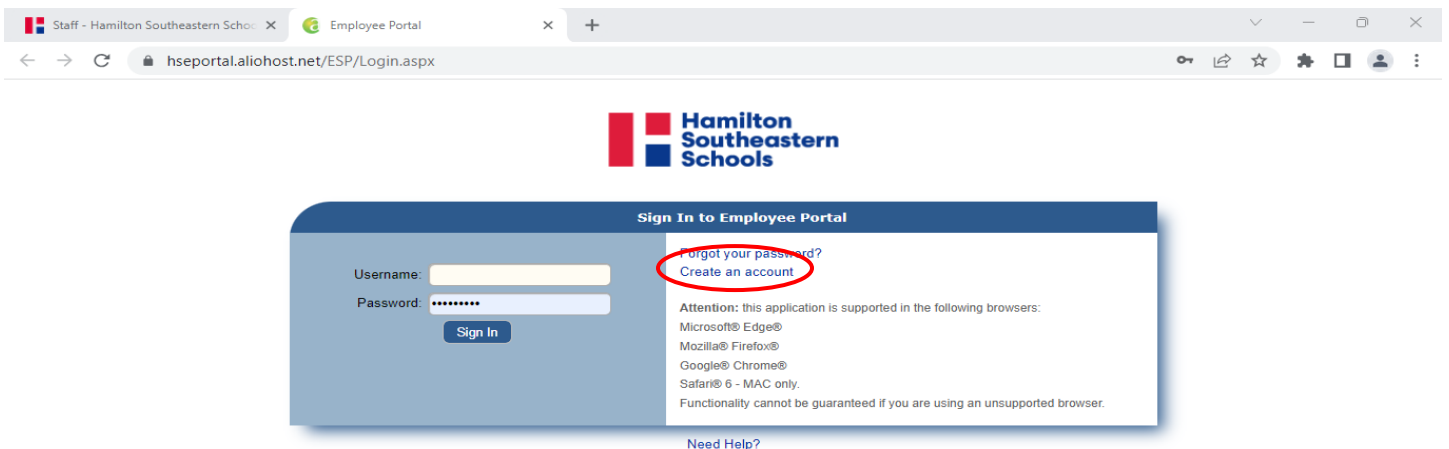 Staff - Hamilton Southeastern Schoo
Employee Portal
hseportal.aliohost.net/ESP/Login.aspx
Hamilton
Southeastern
Schools
Sign In to Employee Portal
Forgot your password?
Create an account
Username:
Password:
Sign In
Attention: this application is supported in the following browsers:
Microsoft® Edge®
Mozilla® Firefox®
Google® Chrome®
Safari® 6 - MAC only.
Functionality cannot be guaranteed if you are using an unsupported browser.
Need Help?